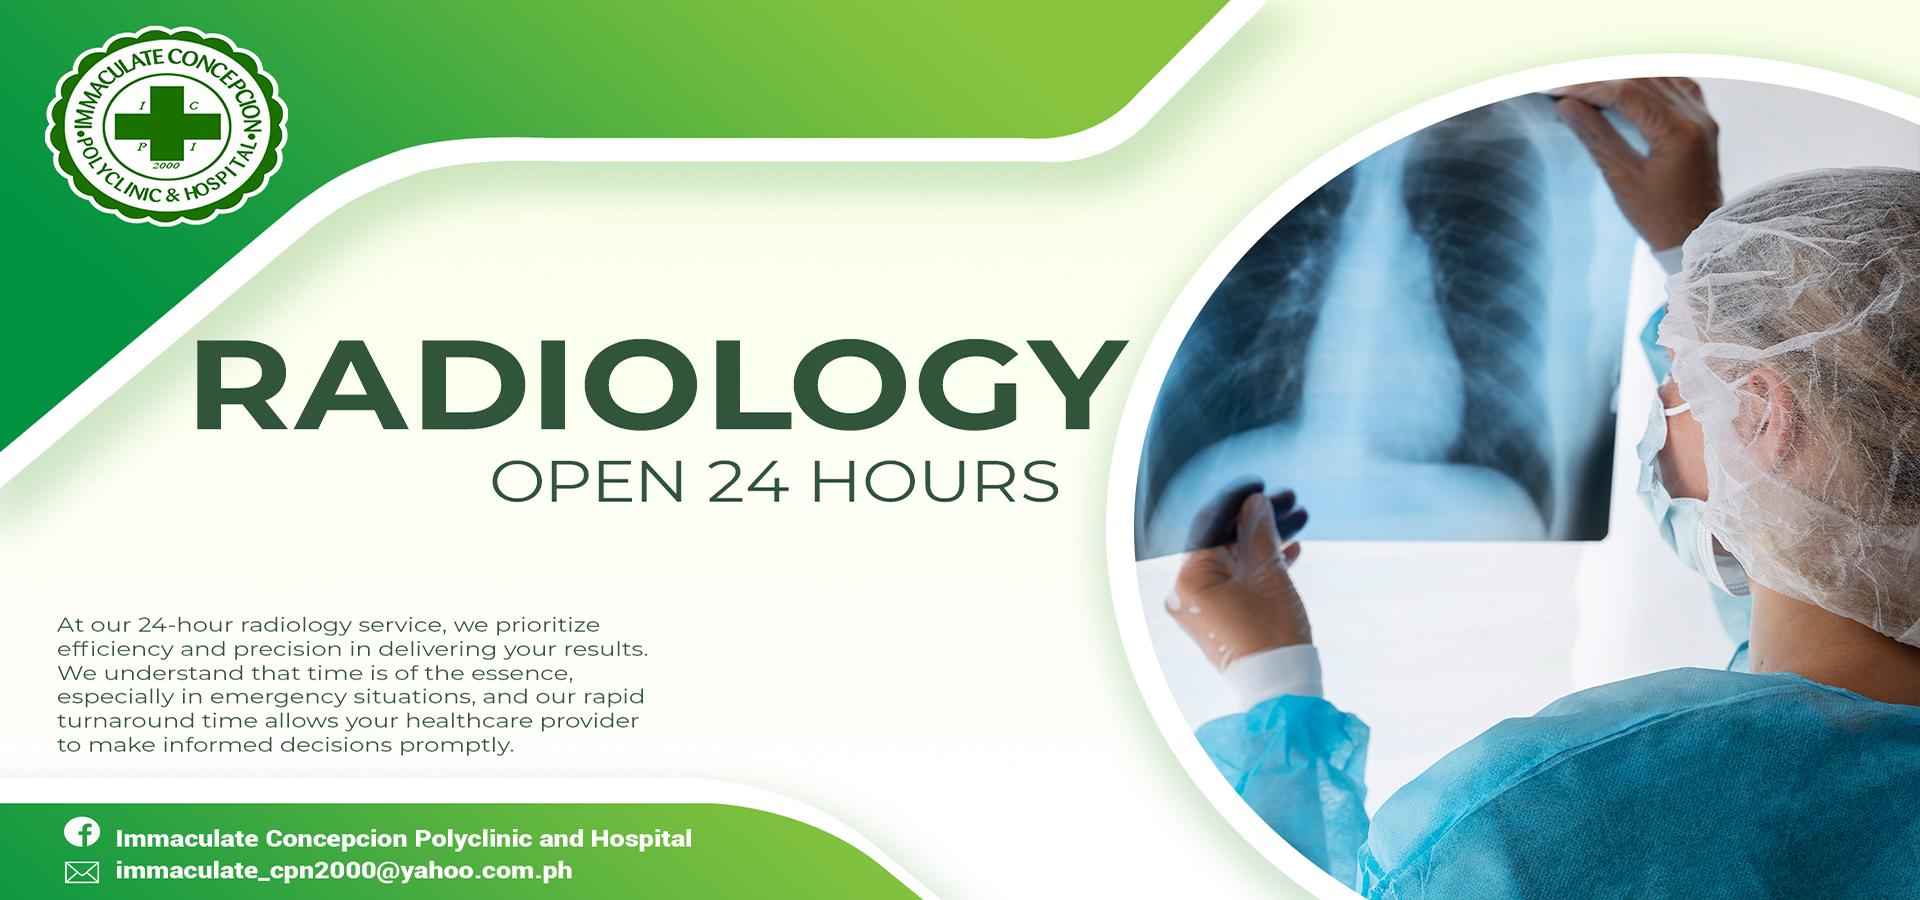 IMMACULATE CONCEPCION
I C
P I
2000
• POLYCLINIC & HOSPITAL •
RADIOLOGY
OPEN 24 HOURS
At our 24-hour radiology service, we prioritize
efficiency and precision in delivering your results.
We understand that time is of the essence,
especially in emergency situations, and our rapid
turnaround time allows your healthcare provider
to make informed decisions promptly.
Immaculate Concepcion Polyclinic and Hospital
immaculate_cpn2000@yahoo.com.ph